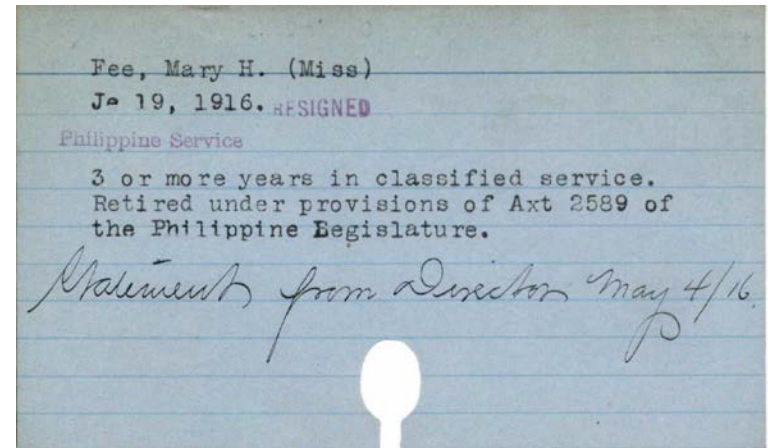 Fee, Mary H. (Miss)
Ja 19, 1916. RESIGNED
Philippine Service
3 or more years in classified service.
Retired under provisions of Axt 2589 of
the Philippine Begislature.
Statement from Director May 4/16.